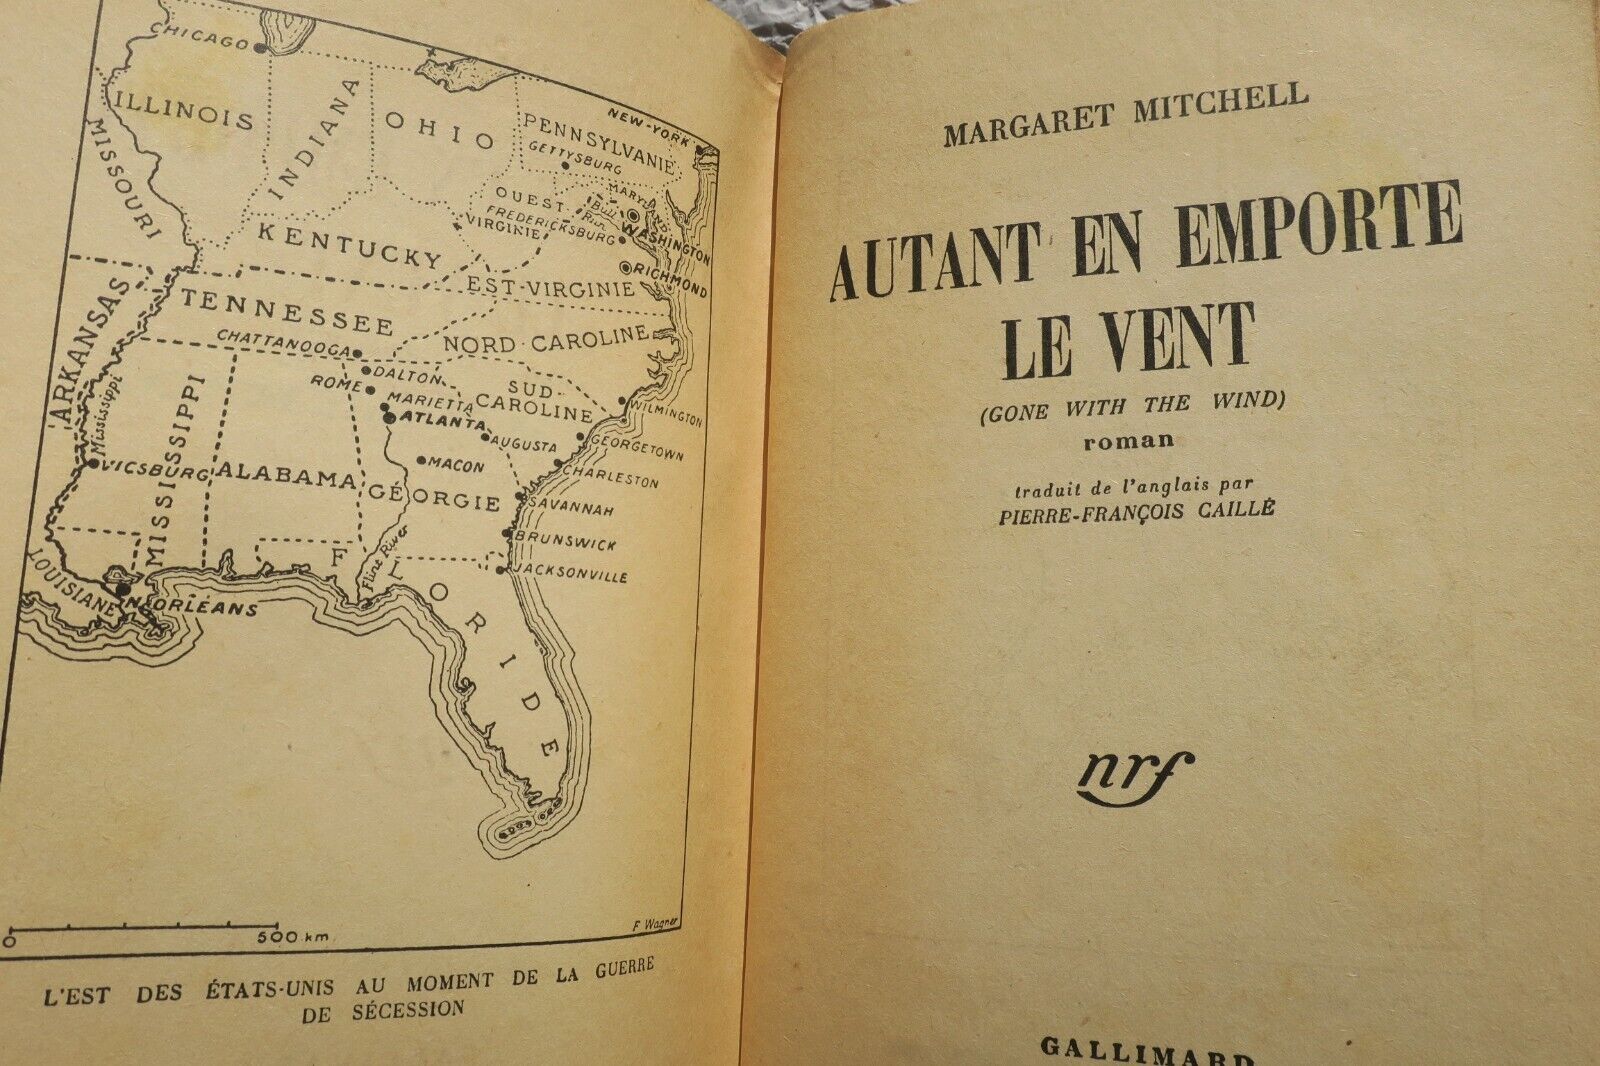 CHICAGO
ILLINOIS
MISSOURI
INDIANA
OHIO
NEW-YORK
PENNSYLVANIE
GETTYSBURG
MARYLAND
OUEST-
VIRGINIE
Bull
Run
FREDERICKSBURG
WASHINGTON
RICHMOND
KENTUCKY
EST-VIRGINIE
TENNESSEE
CHATTANOOGA
NORD-CAROLINE
ARKANSAS
Mississippi
MISSISSIPPI
DALTON
ROME
MARIETTA
ATLANTA
SUD-
CAROLINE
WILMINGTON
AUGUSTA
GEORGETOWN
CHARLESTON
MACON
VICSBURG
ALABAMA
GÉORGIE
SAVANNAH
BRUNSWICK
JACKSONVILLE
Flint River
FLORIDE
LOUISIANE
N.ORLÉANS
0 500 km.
F Wagner
L'EST DES ÉTATS-UNIS AU MOMENT DE LA GUERRE
DE SÉCESSION
MARGARET MITCHELL
AUTANT EN EMPORTE
LE VENT
(GONE WITH THE WIND)
roman
traduit de l'anglais par
PIERRE-FRANÇOIS CAILLÉ
nrf
GALLIMARD